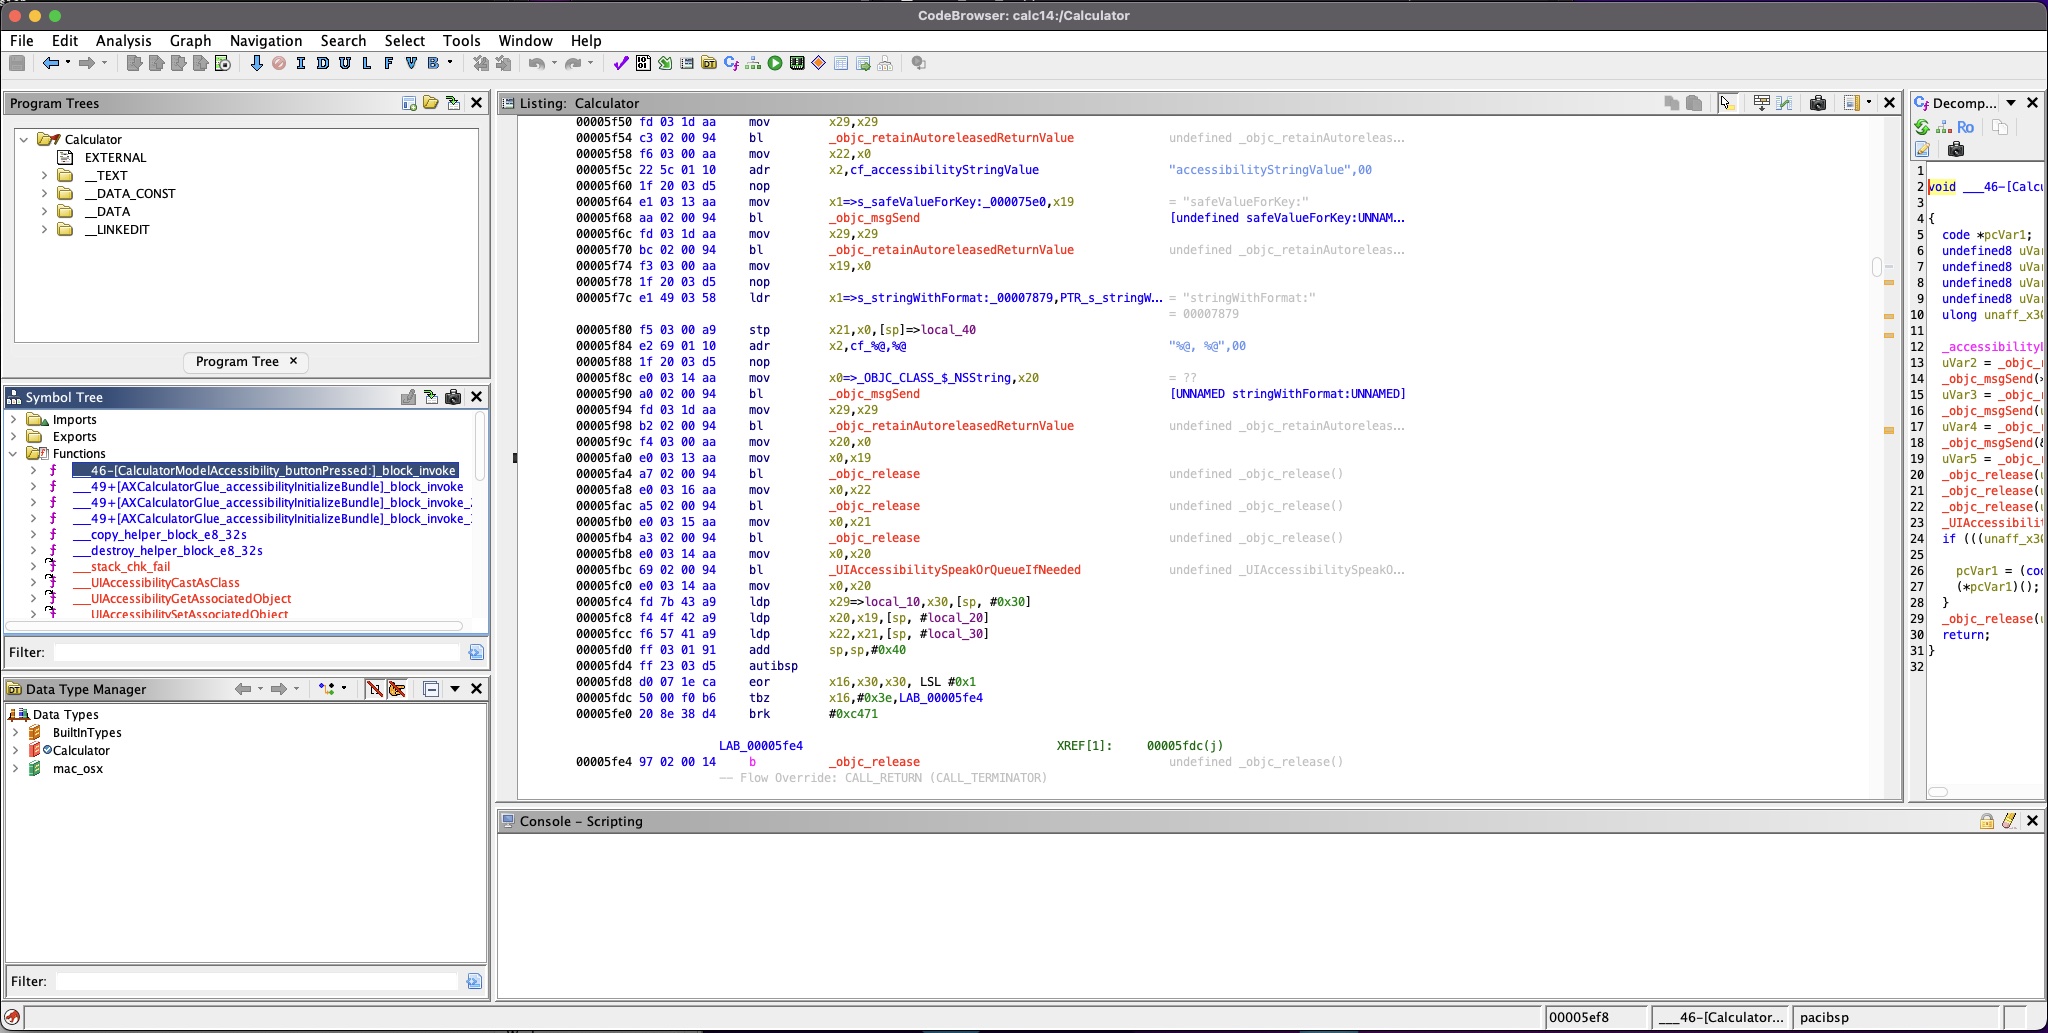 CodeBrowser: calc14:/Calculator
File Edit Analysis Graph Navigation Search Select Tools Window Help
I D U L F V B
Program Trees
Calculator
EXTERNAL
__TEXT
__DATA_CONST
__DATA
__LINKEDIT
Program Tree
Symbol Tree
Imports
Exports
Functions
___46-[CalculatorModelAccessibility_buttonPressed:]_block_invoke
___49+[AXCalculatorGlue_accessibilityInitializeBundle]_block_invoke
___49+[AXCalculatorGlue_accessibilityInitializeBundle]_block_invoke_
___49+[AXCalculatorGlue_accessibilityInitializeBundle]_block_invoke_
___copy_helper_block_e8_32s
___destroy_helper_block_e8_32s
___stack_chk_fail
___UIAccessibilityCastAsClass
___UIAccessibilityGetAssociatedObject
___UIAccessibilitySetAssociatedObject
Filter:
Data Type Manager
Data Types
BuiltInTypes
Calculator
mac_osx
Filter:
Listing: Calculator
00005f50 fd 03 1d aa mov x29,x29
00005f54 c3 02 00 94 bl _objc_retainAutoreleasedReturnValue undefined _objc_retainAutoreleas...
00005f58 f6 03 00 aa mov x22,x0
00005f5c 22 5c 01 10 adr x2,cf_accessibilityStringValue "accessibilityStringValue",00
00005f60 1f 20 03 d5 nop
00005f64 e1 03 13 aa mov x1=>s_safeValueForKey:_000075e0,x19 = "safeValueForKey:"
00005f68 aa 02 00 94 bl _objc_msgSend [undefined safeValueForKey:UNNAM...
00005f6c fd 03 1d aa mov x29,x29
00005f70 bc 02 00 94 bl _objc_retainAutoreleasedReturnValue undefined _objc_retainAutoreleas...
00005f74 f3 03 00 aa mov x19,x0
00005f78 1f 20 03 d5 nop
00005f7c e1 49 03 58 ldr x1=>s_stringWithFormat:_00007879,PTR_s_stringW... = "stringWithFormat:"
= 00007879
00005f80 f5 03 00 a9 stp x21,x0,[sp]=>local_40
00005f84 e2 69 01 10 adr x2,cf_%@,%@ "%@, %@",00
00005f88 1f 20 03 d5 nop
00005f8c e0 03 14 aa mov x0=>_OBJC_CLASS_$_NSString,x20 = ??
00005f90 a0 02 00 94 bl _objc_msgSend [UNNAMED stringWithFormat:UNNAMED]
00005f94 fd 03 1d aa mov x29,x29
00005f98 b2 02 00 94 bl _objc_retainAutoreleasedReturnValue undefined _objc_retainAutoreleas...
00005f9c f4 03 00 aa mov x20,x0
00005fa0 e0 03 13 aa mov x0,x19
00005fa4 a7 02 00 94 bl _objc_release undefined _objc_release()
00005fa8 e0 03 16 aa mov x0,x22
00005fac a5 02 00 94 bl _objc_release undefined _objc_release()
00005fb0 e0 03 15 aa mov x0,x21
00005fb4 a3 02 00 94 bl _objc_release undefined _objc_release()
00005fb8 e0 03 14 aa mov x0,x20
00005fbc 69 02 00 94 bl _UIAccessibilitySpeakOrQueueIfNeeded undefined _UIAccessibilitySpeakO...
00005fc0 e0 03 14 aa mov x0,x20
00005fc4 fd 7b 43 a9 ldp x29=>local_10,x30,[sp, #0x30]
00005fc8 f4 4f 42 a9 ldp x20,x19,[sp, #local_20]
00005fcc f6 57 41 a9 ldp x22,x21,[sp, #local_30]
00005fd0 ff 03 01 91 add sp,sp,#0x40
00005fd4 ff 23 03 d5 autibsp
00005fd8 d0 07 1e ca eor x16,x30,x30, LSL #0x1
00005fdc 50 00 f0 b6 tbz x16,#0x3e,LAB_00005fe4
00005fe0 20 8e 38 d4 brk #0xc471
LAB_00005fe4 XREF[1]: 00005fdc(j)
00005fe4 97 02 00 14 b _objc_release undefined _objc_release()
-- Flow Override: CALL_RETURN (CALL_TERMINATOR)
Decomp...
Ro
1
2 void ___46-[Calcu
3
4 {
5 code *pcVar1;
6 undefined8 uVar
7 undefined8 uVar
8 undefined8 uVar
9 undefined8 uVar
10 ulong unaff_x30
11
12 _accessibilityL
13 uVar2 = _objc_r
14 _objc_msgSend(
15 uVar3 = _objc_r
16 _objc_msgSend(u
17 uVar4 = _objc_r
18 _objc_msgSend(&
19 uVar5 = _objc_r
20 _objc_release(u
21 _objc_release(u
22 _objc_release(u
23 _UIAccessibilit
24 if (((unaff_x30
25
26 pcVar1 = (cod
27 (*pcVar1)();
28 }
29 _objc_release(u
30 return;
31 }
32
Console - Scripting
00005ef8
___46-[Calculator...
pacibsp